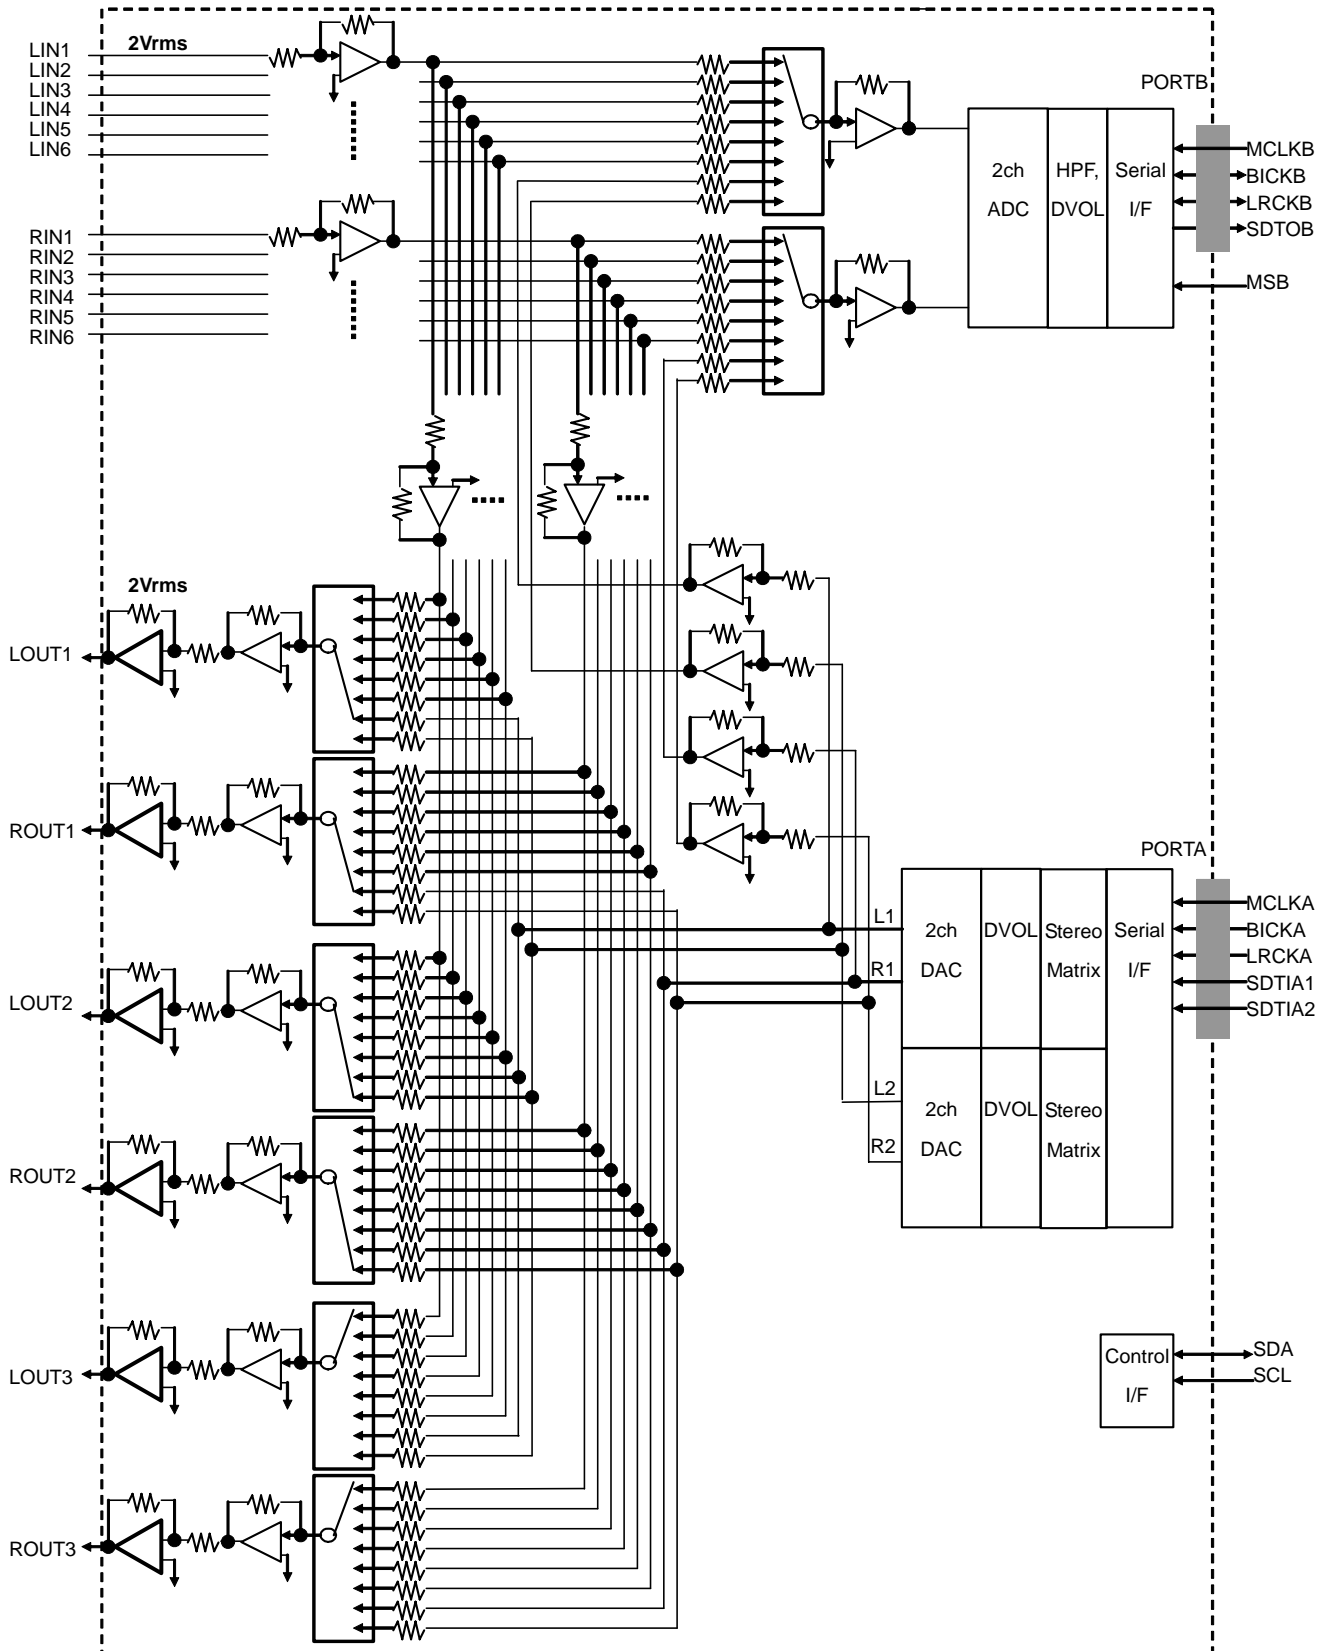 2Vrms
LIN1
LIN2
LIN3
LIN4
LIN5
LIN6
RIN1
RIN2
RIN3
RIN4
RIN5
RIN6
PORTB
2ch
ADC
HPF,
DVOL
Serial
I/F
MCLKB
BICKB
LRCKB
SDTOB
MSB
2Vrms
LOUT1
ROUT1
LOUT2
ROUT2
LOUT3
ROUT3
PORTA
L1
R1
L2
R2
2ch
DAC
DVOL
Stereo
Matrix
Serial
I/F
2ch
DAC
DVOL
Stereo
Matrix
MCLKA
BICKA
LRCKA
SDTIA1
SDTIA2
Control
I/F
SDA
SCL